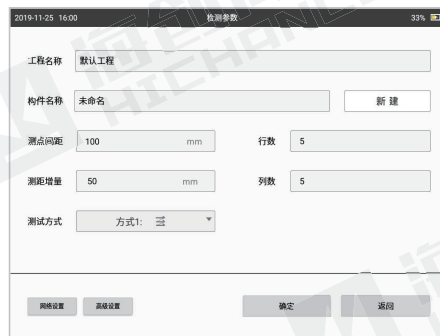 2019-11-25 16:00 检测参数 33%
工程名称 默认工程
构件名称 未命名 新 建
测点间距 100 mm 行数 5
测距增量 50 mm 列数 5
测试方式 方式1:
网络设置 高级设置 确定 返回
HICHANCE